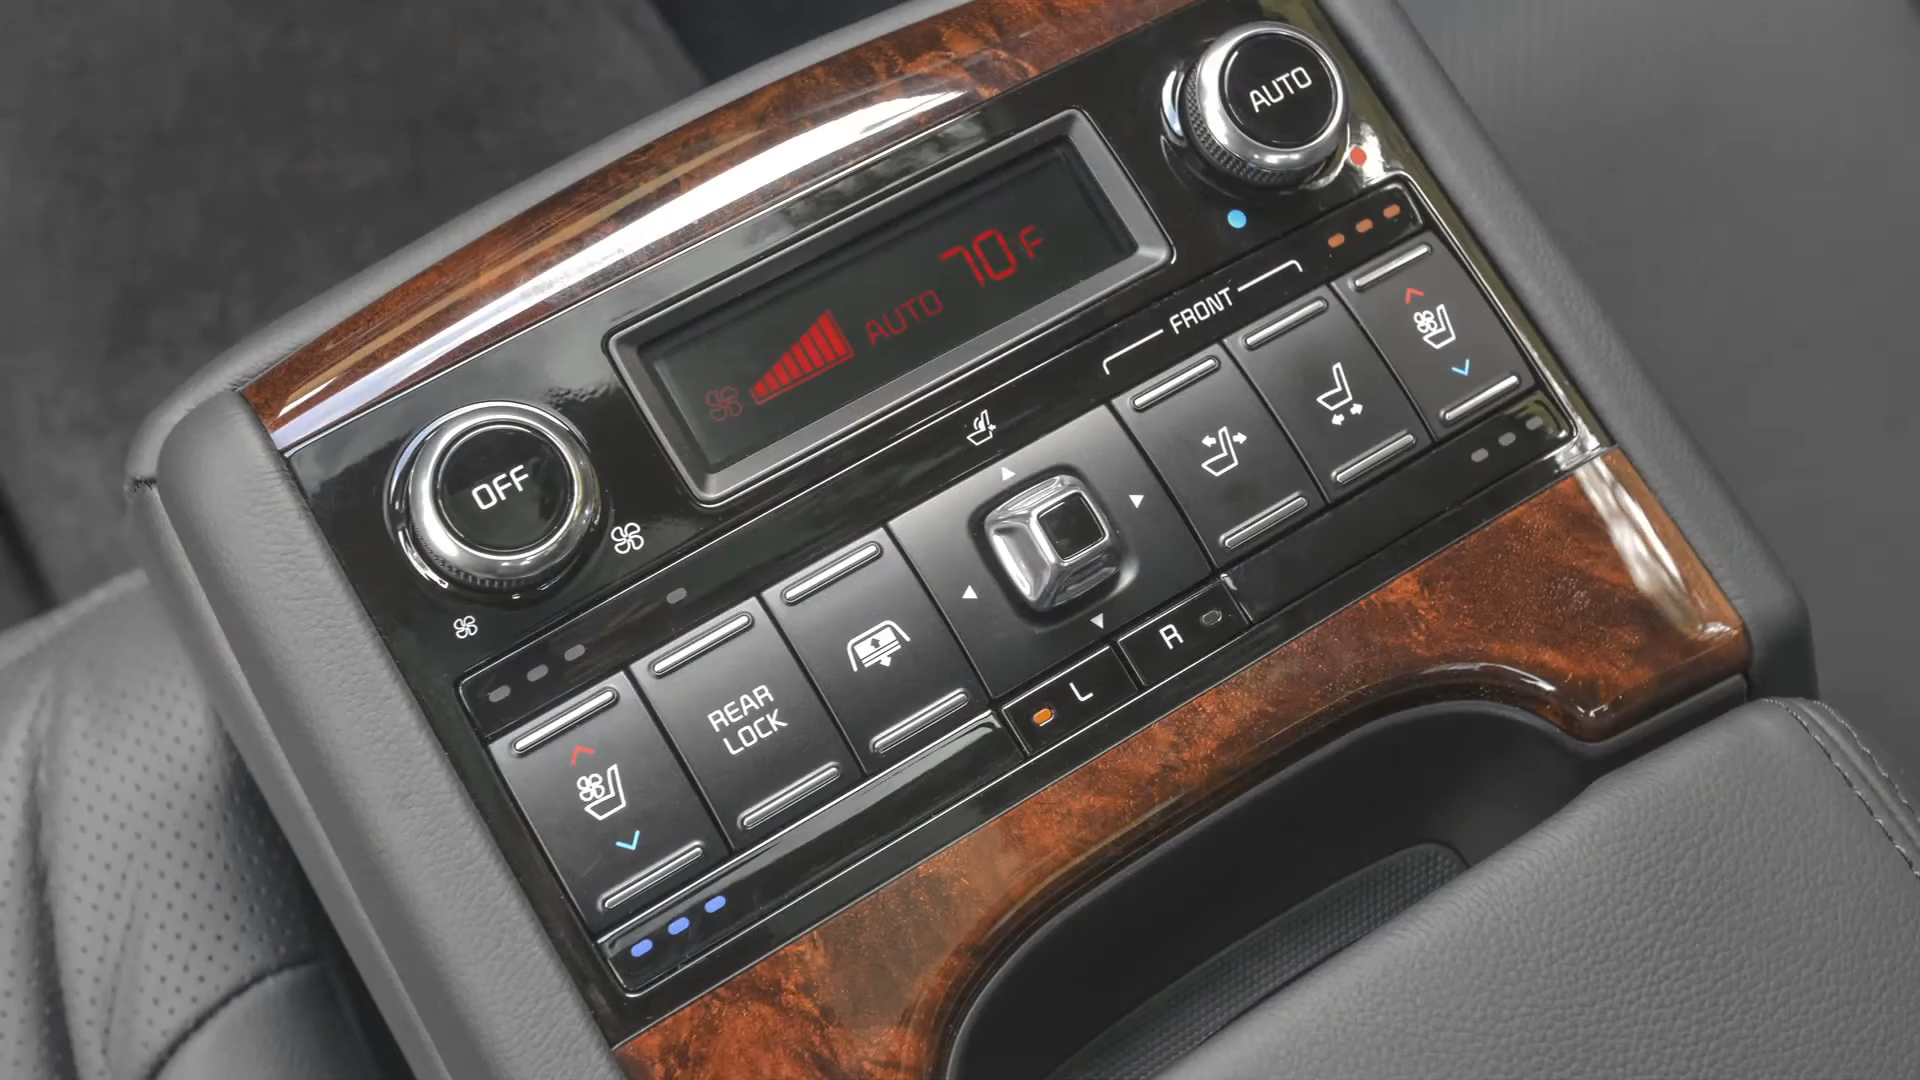 AUTO
AUTO 70°F
FRONT
OFF
REAR
LOCK
L
R